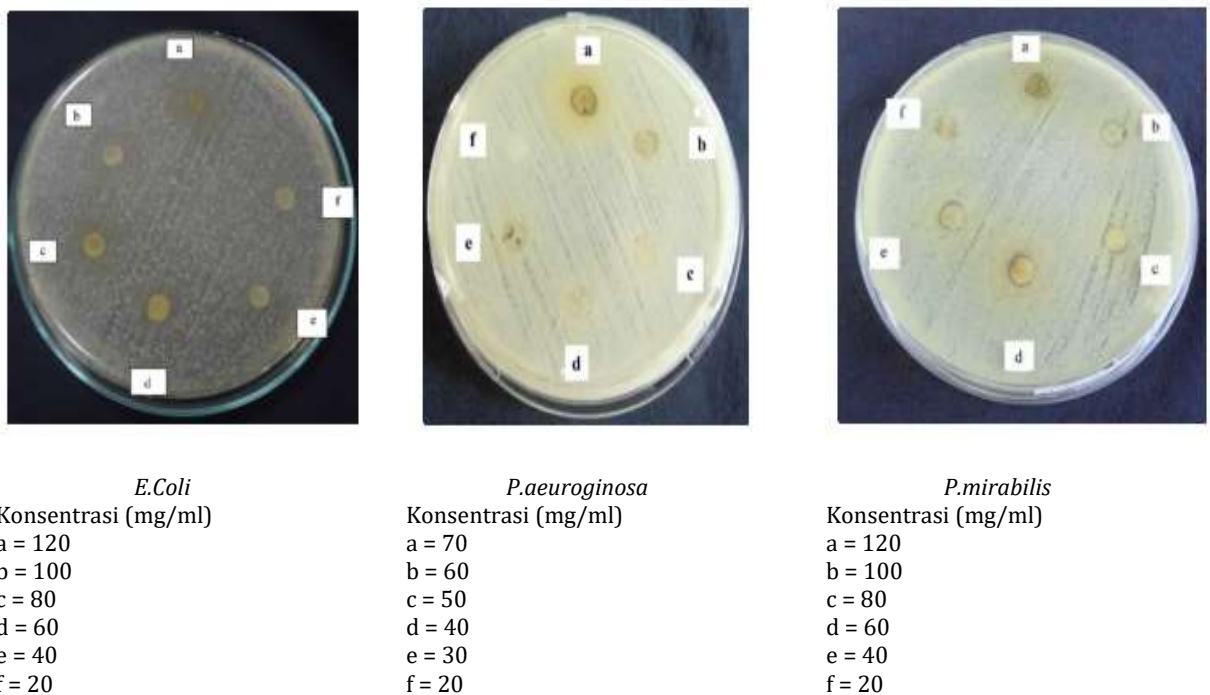 a
b
f
c
e
d
a
f
b
e
d
a
f
b
e
c
d
E.Coli
Konsentrasi (mg/ml)
a = 120
b = 100
c = 80
d = 60
e = 40
f = 20
P.aeuroginosa
Konsentrasi (mg/ml)
a = 70
b = 60
c = 50
d = 40
e = 30
f = 20
P.mirabilis
Konsentrasi (mg/ml)
a = 120
b = 100
c = 80
d = 60
e = 40
f = 20